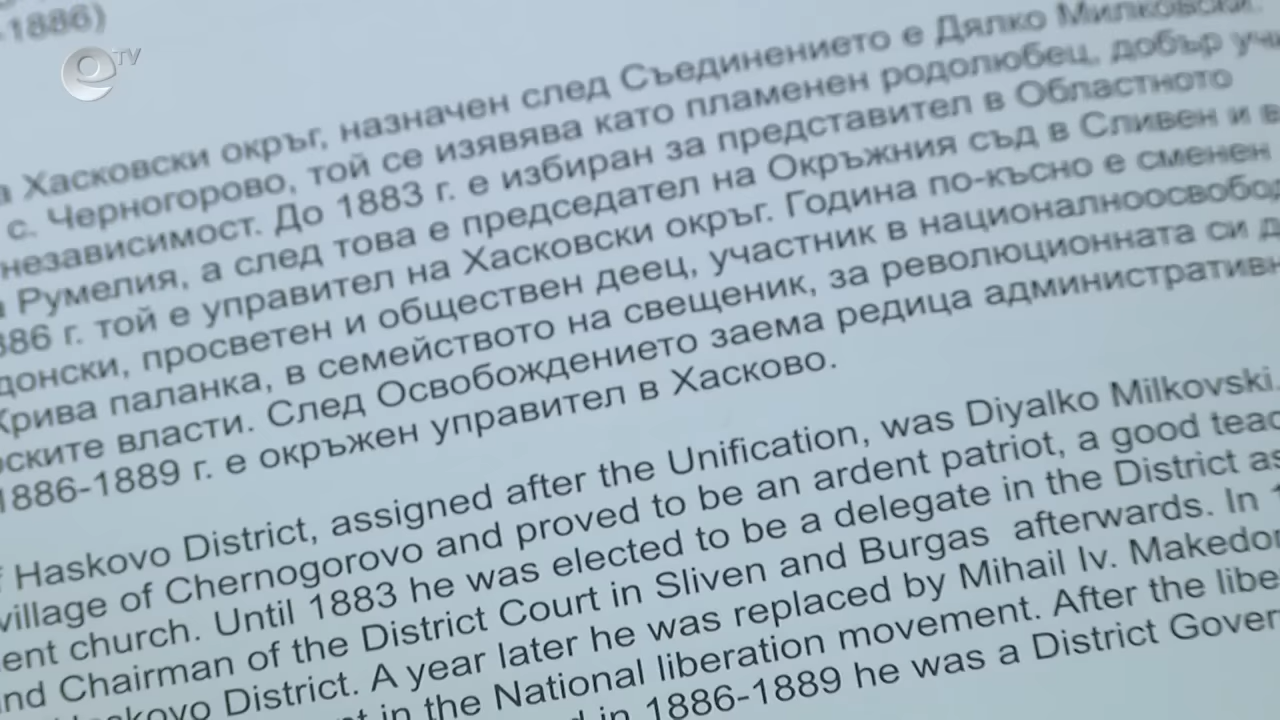 -1886)
TV
Хасковски окръг, назначен след Съединението е Дялко Милковски.
с. Черногорово, той се изявява като пламенен родолюбец, добър учи
независимост. До 1883 г. е избиран за представител в Областното
Румелия, а след това е председател на Окръжния съд в Сливен и в
886 г. той е управител на Хасковски окръг. Година по-късно е сменен
донски, просветен и обществен деец, участник в националноосвобод
Крива паланка, в семейството на свещеник, за революционната си д
ските власти. След Освобождението заема редица административн
1886-1889 г. е окръжен управител в Хасково.
f Haskovo District, assigned after the Unification, was Diyalko Milkovski.
village of Chernogorovo and proved to be an ardent patriot, a good teac
ent church. Until 1883 he was elected to be a delegate in the District as
nd Chairman of the District Court in Sliven and Burgas afterwards. In 1
Haskovo District. A year later he was replaced by Mihail Iv. Makedon
t in the National liberation movement. After the libe
d in 1886-1889 he was a District Gover